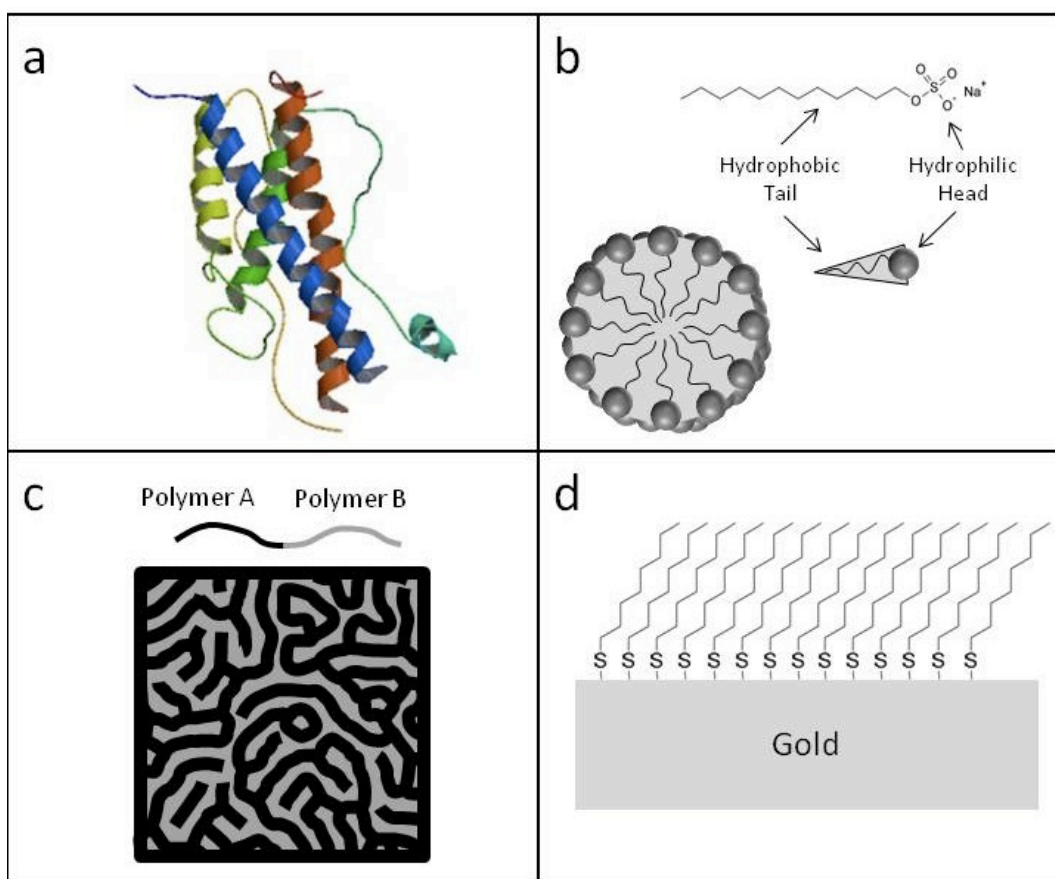 a
b
O
O
S
O
O-
Na+
Hydrophobic
Tail
Hydrophilic
Head
c
Polymer A
Polymer B
d
S S S S S S S S S S S S S S
Gold